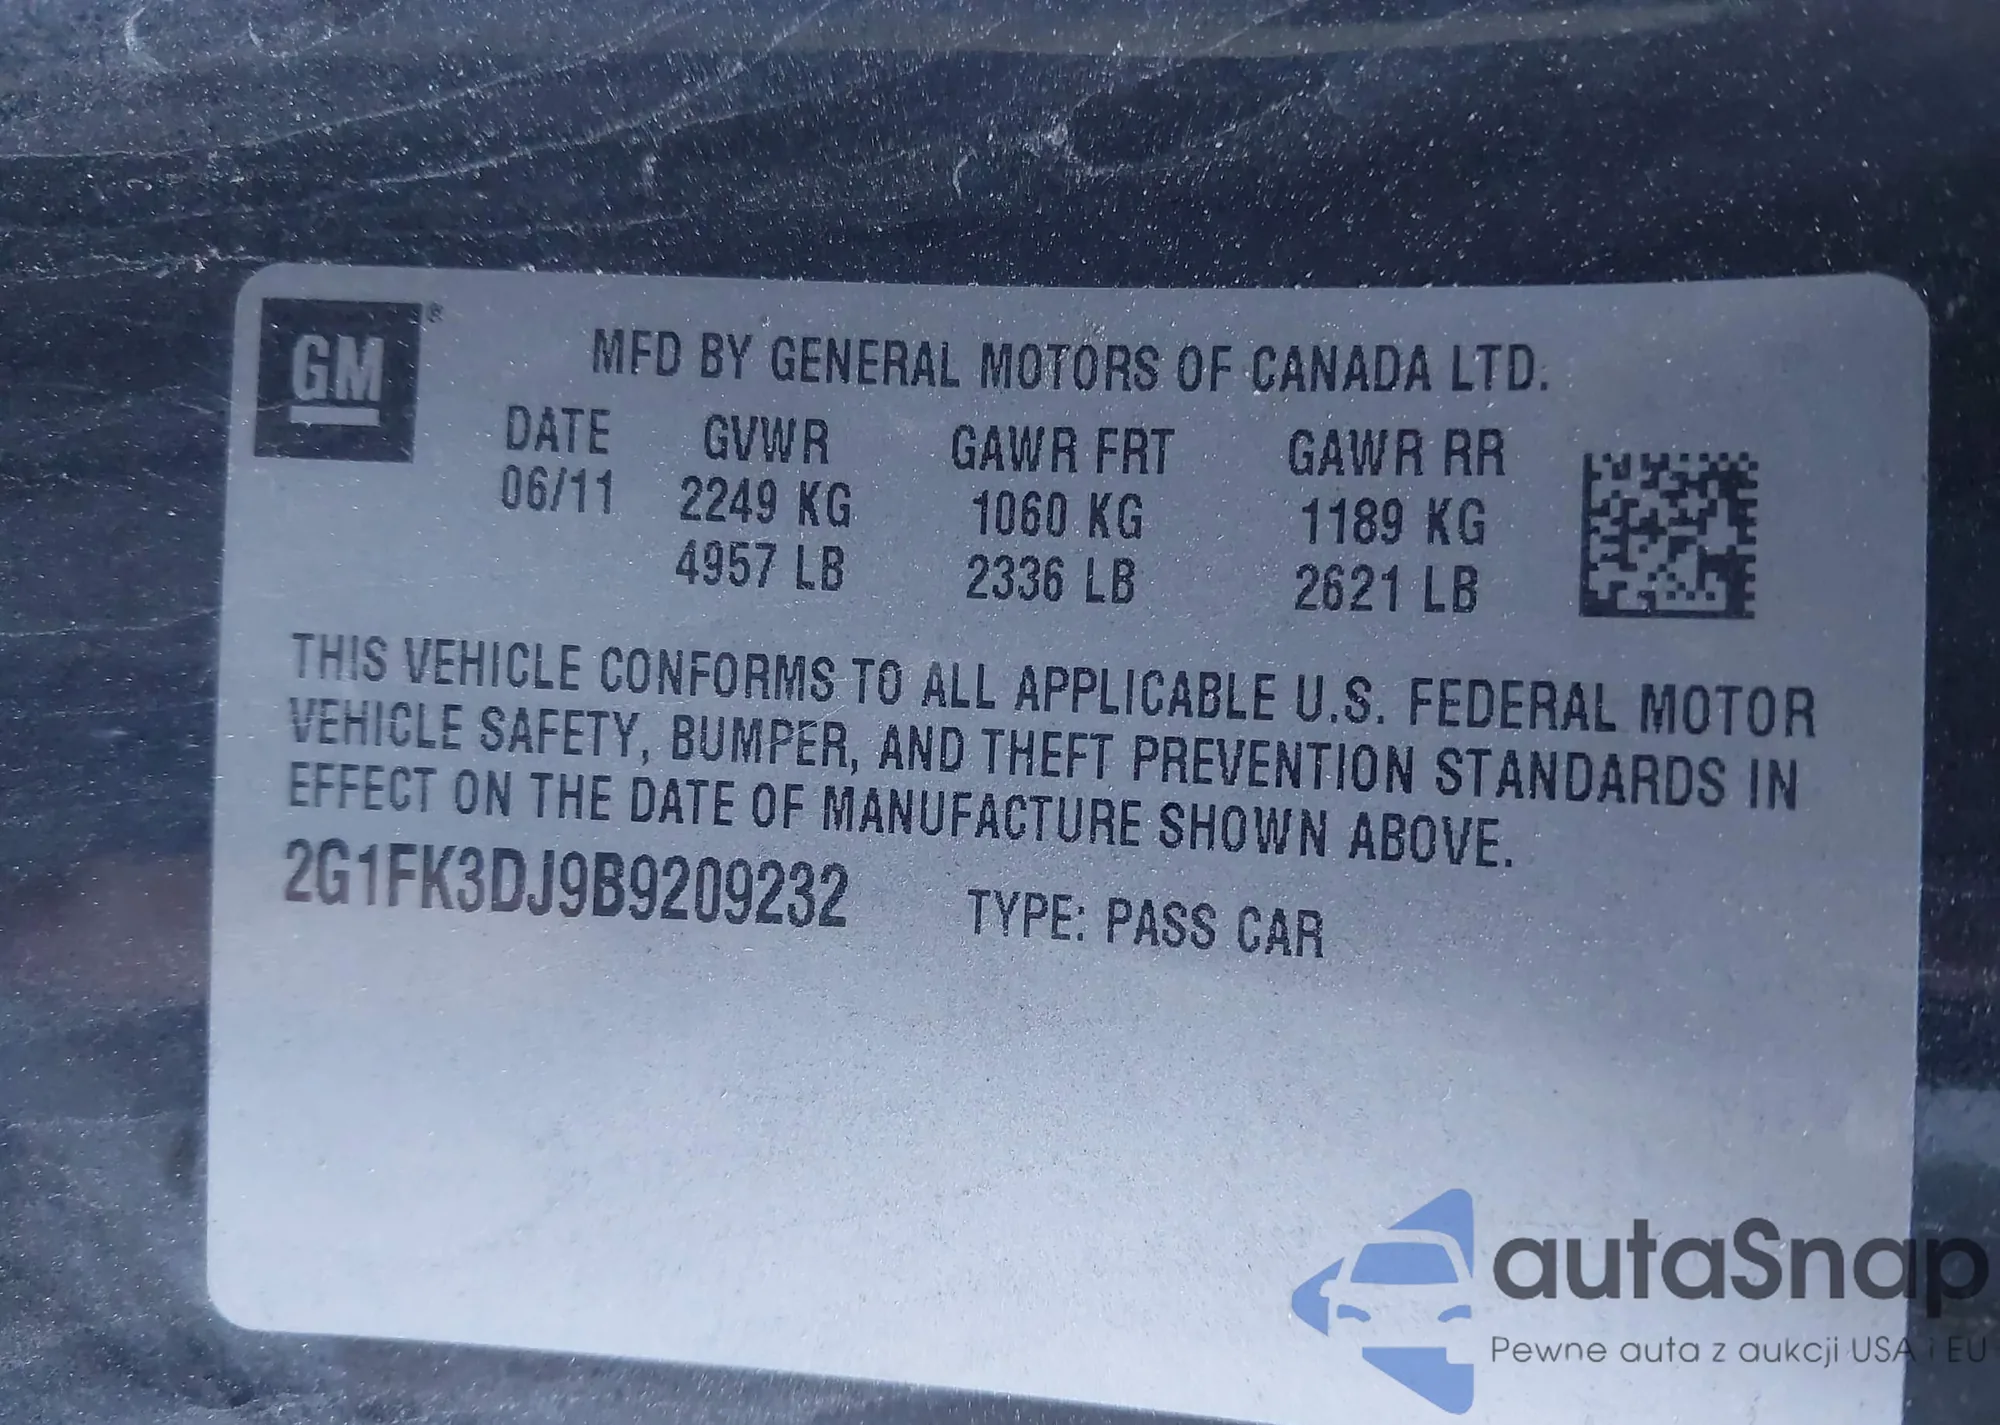 GM ®
MFD BY GENERAL MOTORS OF CANADA LTD.
DATE GVWR GAWR FRT GAWR RR
06/11 2249 KG 1060 KG 1189 KG
4957 LB 2336 LB 2621 LB
THIS VEHICLE CONFORMS TO ALL APPLICABLE U.S. FEDERAL MOTOR
VEHICLE SAFETY, BUMPER, AND THEFT PREVENTION STANDARDS IN
EFFECT ON THE DATE OF MANUFACTURE SHOWN ABOVE.
2G1FK3DJ9B9209232 TYPE: PASS CAR
autaSnap
Pewne auta z aukcji USA i EU